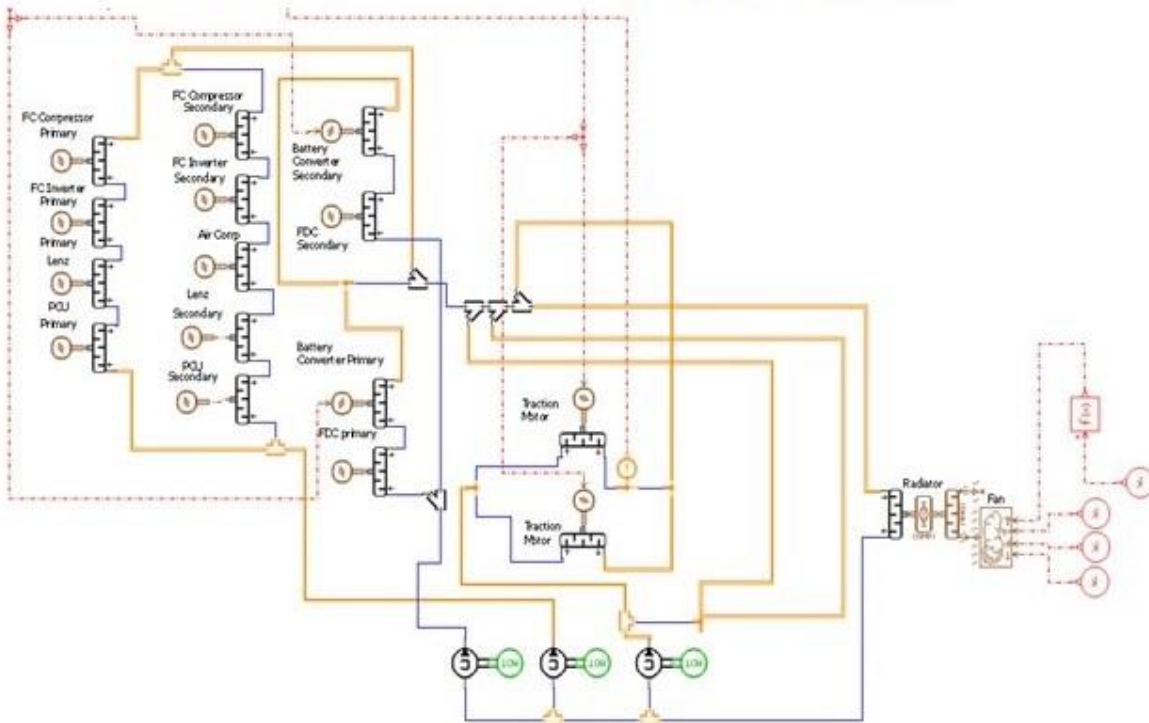 FC Compressor
Primary
FC Inverter
Primary
Primary
Lenz
PCU
Primary
FC Compressor
Secondary
FC Inverter
Secondary
Air Comp
Lenz
Secondary
PCU
Secondary
Battery
Converter
Secondary
FDC
Secondary
Battery
Converter Primary
FDC primary
Traction
Motor
Traction
Motor
Radiator
Fan
f(x)